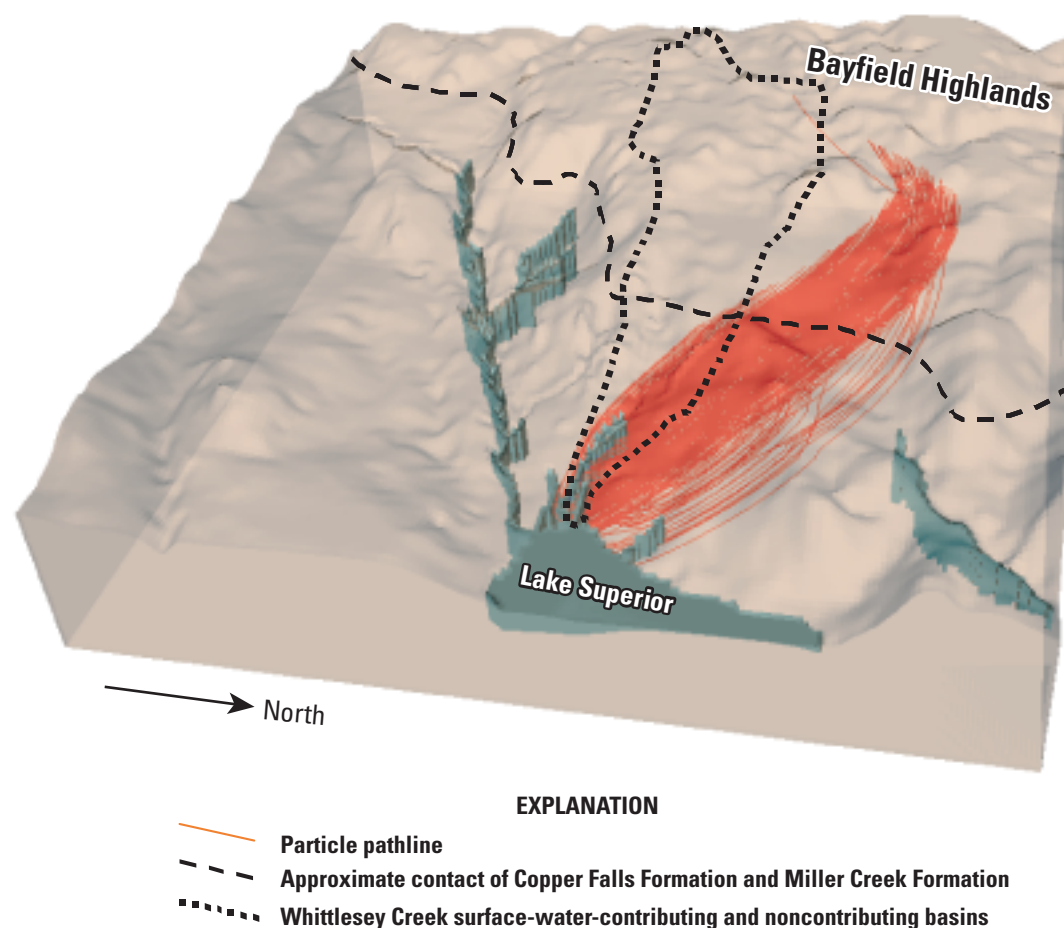 Bayfield Highlands
Lake Superior
North
EXPLANATION
Particle pathline
Approximate contact of Copper Falls Formation and Miller Creek Formation
Whittlesey Creek surface-water-contributing and noncontributing basins